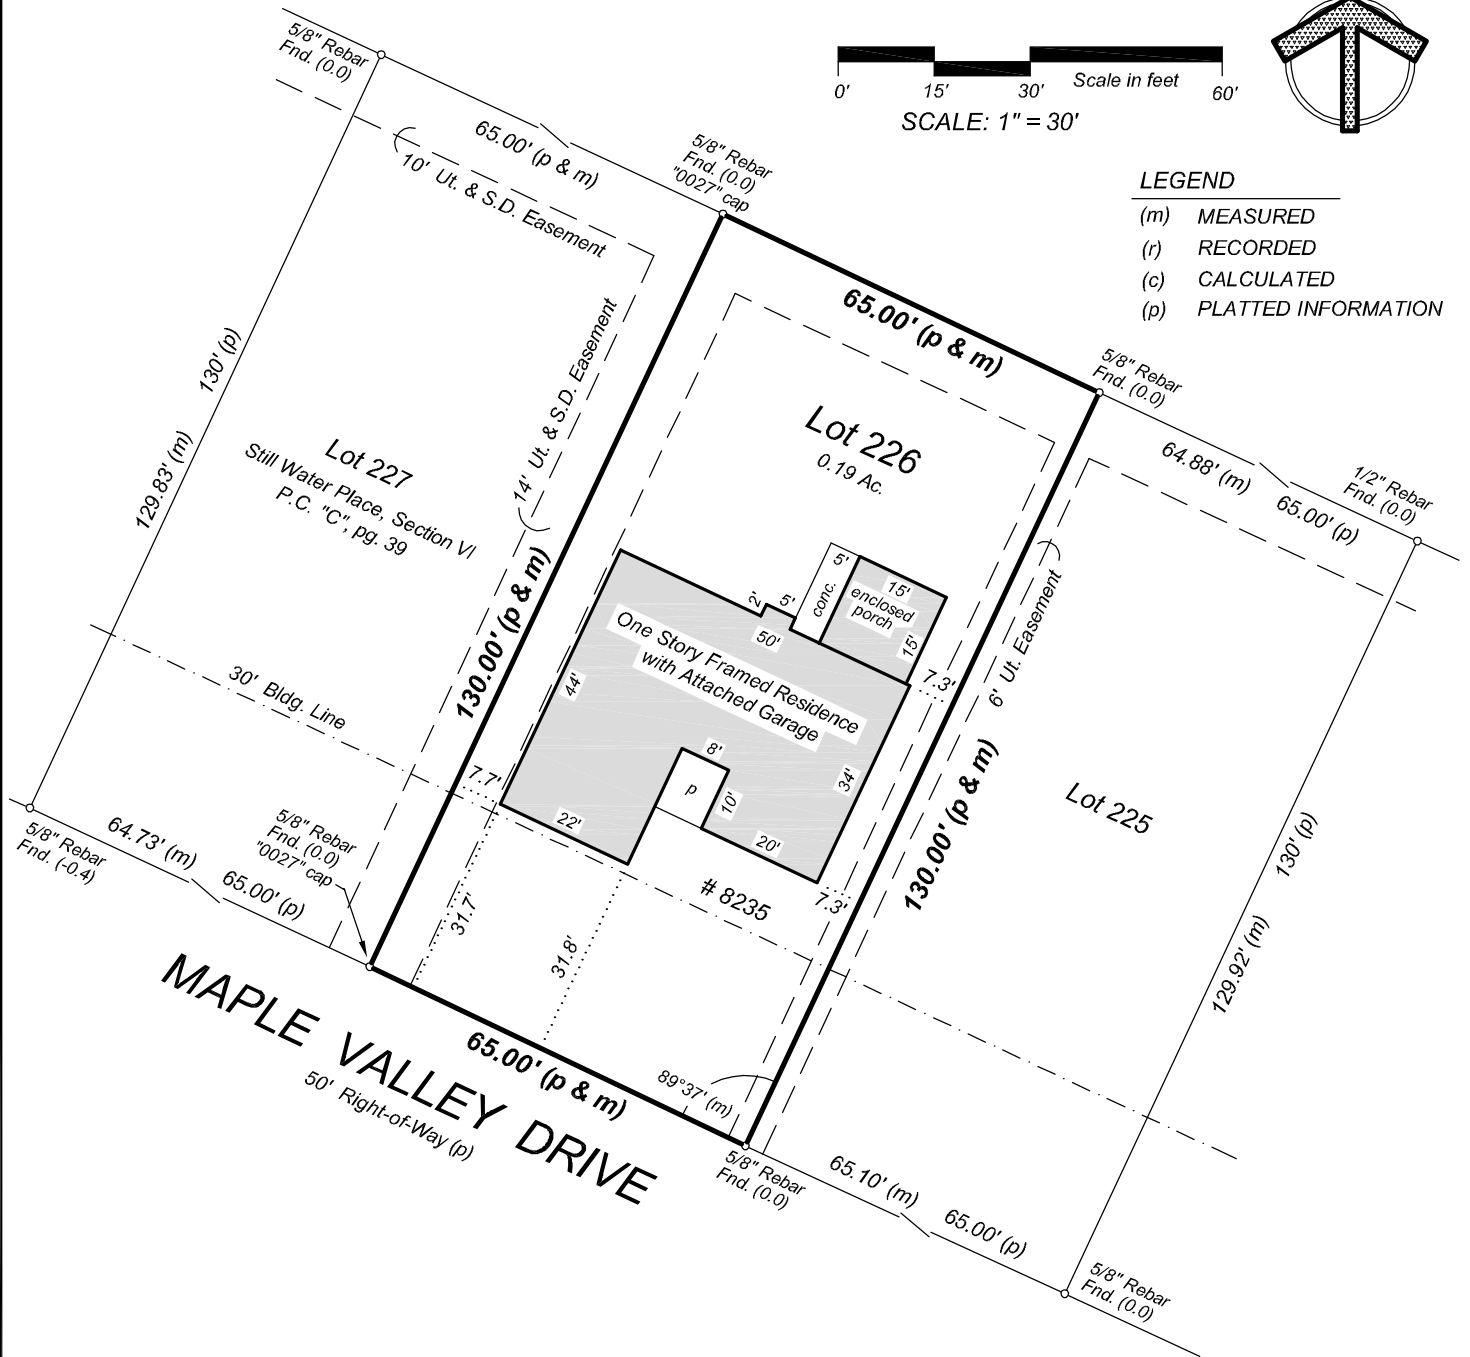 5/8" Rebar
Fnd. (0.0)
65.00' (p & m)
10' Ut. & S.D. Easement
5/8" Rebar
Fnd. (0.0)
"0027" cap
0' 15' 30' 60'
Scale in feet
SCALE: 1" = 30'
LEGEND
(m) MEASURED
(r) RECORDED
(c) CALCULATED
(p) PLATTED INFORMATION
65.00' (p & m)
5/8" Rebar
Fnd. (0.0)
64.88' (m)
65.00' (p)
1/2" Rebar
Fnd. (0.0)
130' (p)
129.83' (m)
Lot 227
Still Water Place, Section VI
P.C. "C", pg. 39
14' Ut. & S.D. Easement
130.00' (p & m)
Lot 226
0.19 Ac.
5'
conc.
15'
enclosed
porch
15'
2'
5'
50'
One Story Framed Residence
with Attached Garage
44'
7.3'
6' Ut. Easement
8'
p
10'
34'
22'
20'
7.7'
30' Bldg. Line
130.00' (p & m)
Lot 225
130' (p)
129.92' (m)
5/8" Rebar
Fnd. (-0.4)
64.73' (m)
65.00' (p)
5/8" Rebar
Fnd. (0.0)
"0027" cap
31.7'
31.8'
# 8235
7.3'
MAPLE VALLEY DRIVE
50' Right-of-Way (p)
65.00' (p & m)
89°37' (m)
5/8" Rebar
Fnd. (0.0)
65.10' (m)
65.00' (p)
5/8" Rebar
Fnd. (0.0)